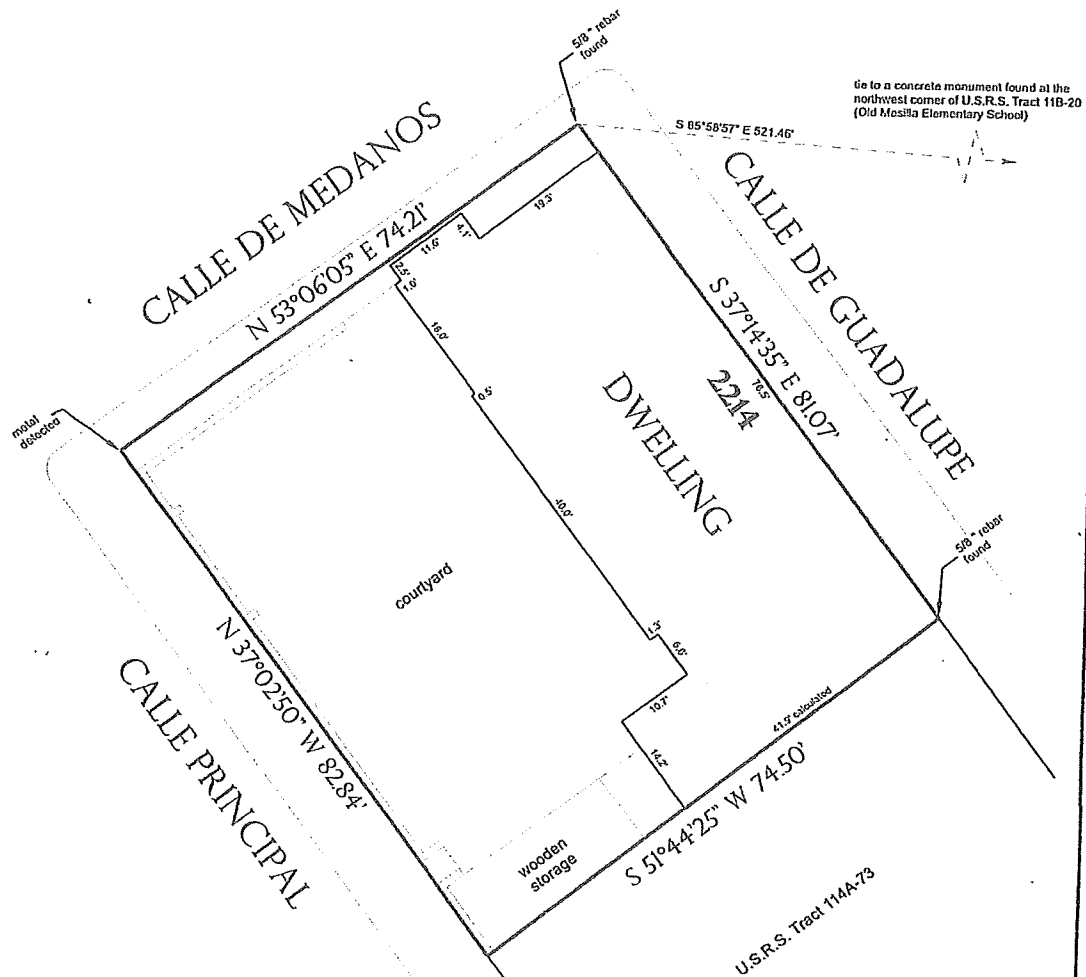 5/8" rebar
found
tie to a concrete monument found at the
northwest corner of U.S.R.S. Tract 11B-20
(Old Mesilla Elementary School)
S 85°58'57" E 521.46'
CALLE DE MEDANOS
N 53°06'05" E 74.21'
19.3'
4.1'
11.6'
2.5'
1.9'
CALLE DE GUADALUPE
S 37°14'35" E 81.07'
76.5'
2214
DWELLING
18.0'
0.5'
40.0'
metal
detected
courtyard
5/8" rebar
found
1.3'
6.6'
10.7'
14.2'
41.9' calculated
N 37°02'50" W 82.84'
CALLE PRINCIPAL
S 51°44'25" W 74.50'
wooden
storage
U.S.R.S. Tract 114A-73